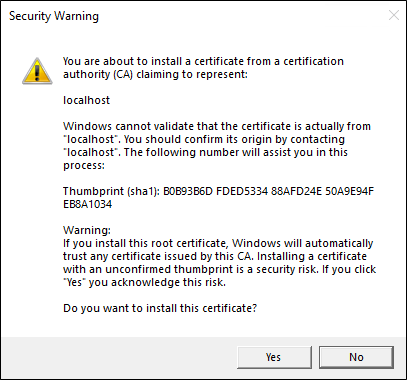 Security Warning
You are about to install a certificate from a certification
authority (CA) claiming to represent:
localhost
Windows cannot validate that the certificate is actually from
"localhost". You should confirm its origin by contacting
"localhost". The following number will assist you in this
process:
Thumbprint (sha1): B0B93B6D FDED5334 88AFD24E 50A9E94F
EB8A1034
Warning:
If you install this root certificate, Windows will automatically
trust any certificate issued by this CA. Installing a certificate
with an unconfirmed thumbprint is a security risk. If you click
"Yes" you acknowledge this risk.
Do you want to install this certificate?
Yes
No